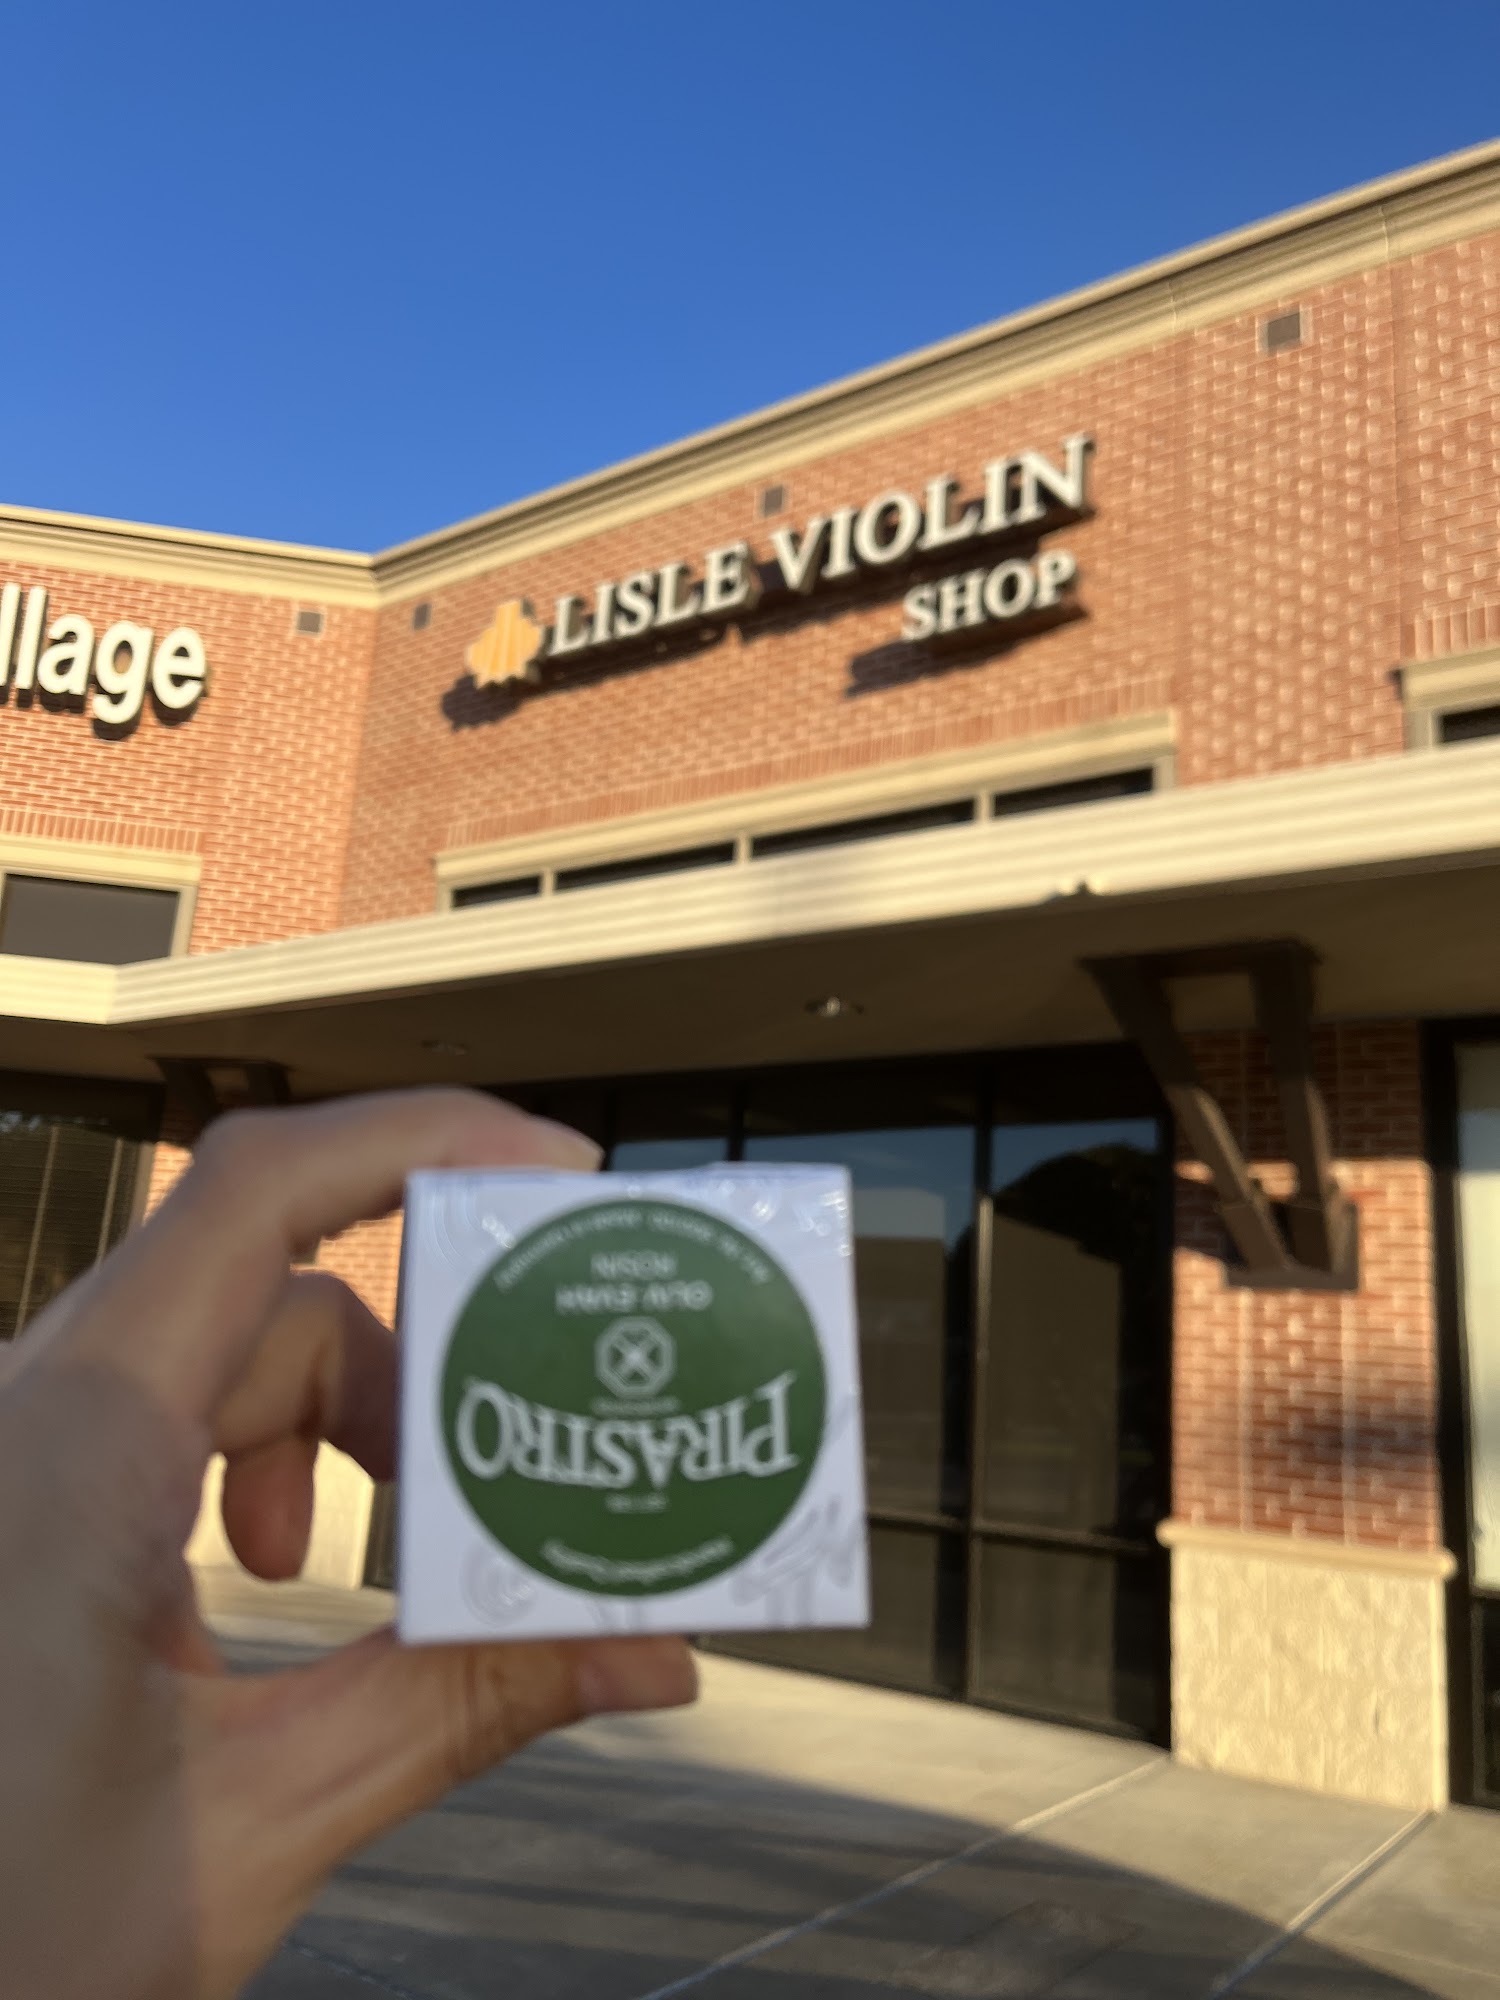 llage
LISLE VIOLIN
SHOP
PIRASTRO
OLIV EVAH
ROSIN